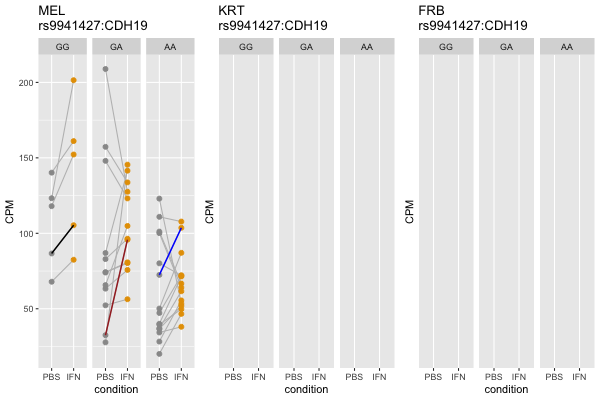 MEL
rs9941427:CDH19
KRT
rs9941427:CDH19
FRB
rs9941427:CDH19
GG GA AA
GG GA AA
GG GA AA
200
150
100
50
CPM
CPM
CPM
PBS IFN PBS IFN PBS IFN
PBS IFN PBS IFN PBS IFN
PBS IFN PBS IFN PBS IFN
condition
condition
condition